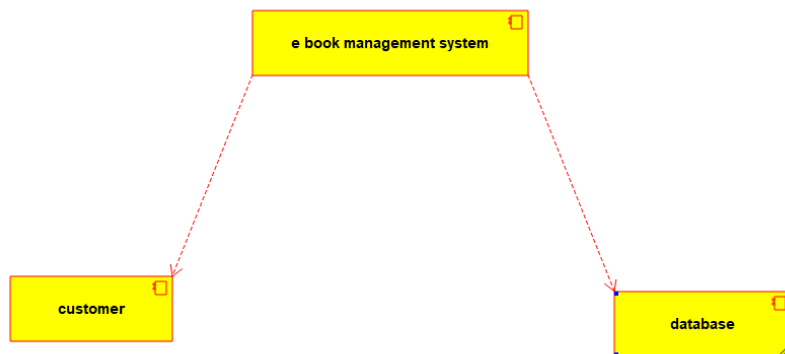 e book management system
customer
database